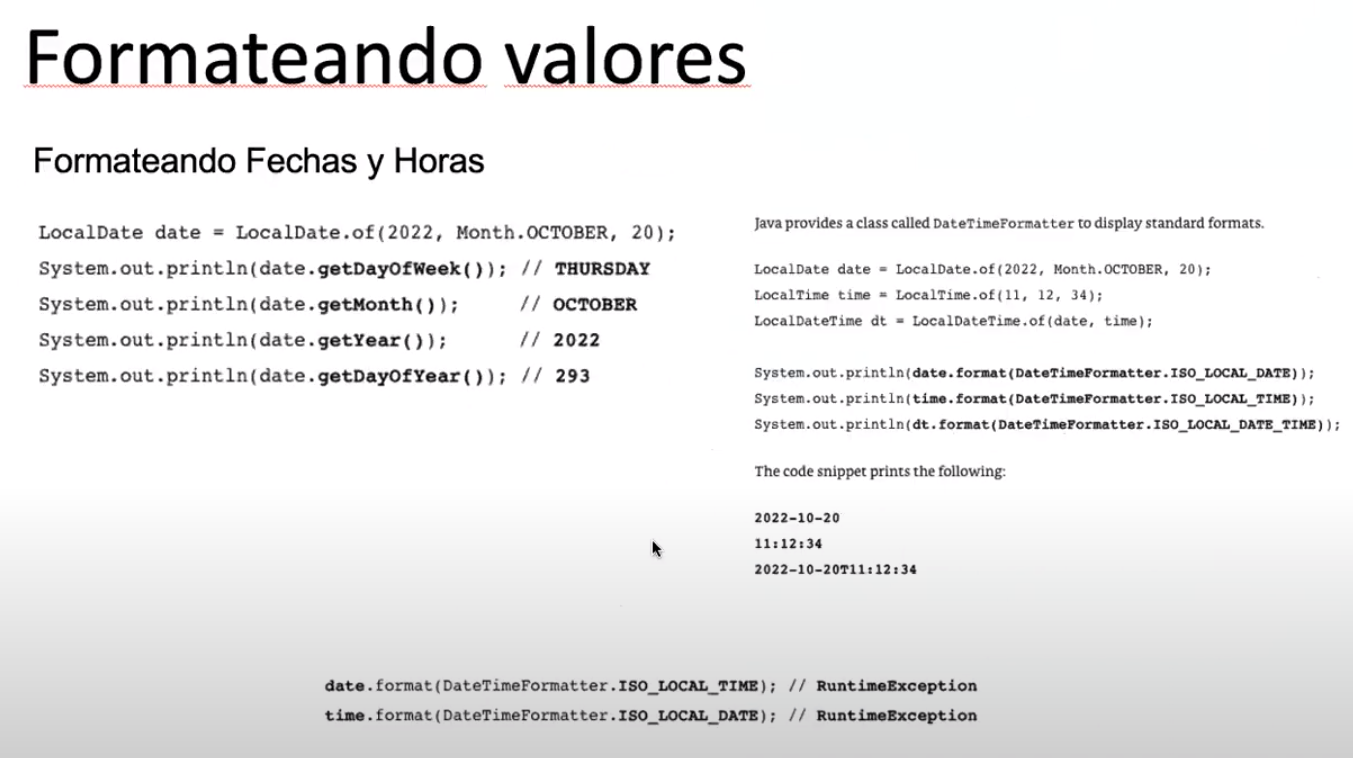 Formateando valores
Formateando Fechas y Horas
LocalDate date = LocalDate.of(2022, Month.OCTOBER, 20);
System.out.println(date.getDayOfWeek()); // THURSDAY
System.out.println(date.getMonth());     // OCTOBER
System.out.println(date.getYear());      // 2022
System.out.println(date.getDayOfYear()); // 293
Java provides a class called DateTimeFormatter to display standard formats.
LocalDate date = LocalDate.of(2022, Month.OCTOBER, 20);
LocalTime time = LocalTime.of(11, 12, 34);
LocalDateTime dt = LocalDateTime.of(date, time);
System.out.println(date.format(DateTimeFormatter.ISO_LOCAL_DATE));
System.out.println(time.format(DateTimeFormatter.ISO_LOCAL_TIME));
System.out.println(dt.format(DateTimeFormatter.ISO_LOCAL_DATE_TIME));
The code snippet prints the following:
2022-10-20
11:12:34
2022-10-20T11:12:34
date.format(DateTimeFormatter.ISO_LOCAL_TIME); // RuntimeException
time.format(DateTimeFormatter.ISO_LOCAL_DATE); // RuntimeException